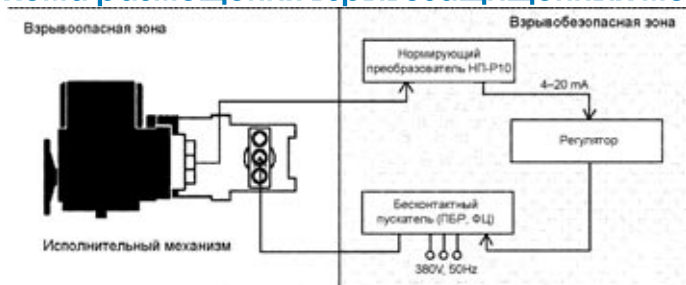 Взрывоопасная зона
Взрывобезопасная зона
Нормирующий
преобразователь НП-Р10
4–20 mA
Регулятор
Бесконтактный
пускатель (ПБР, ФЦ)
Исполнительный механизм
380V, 50Hz